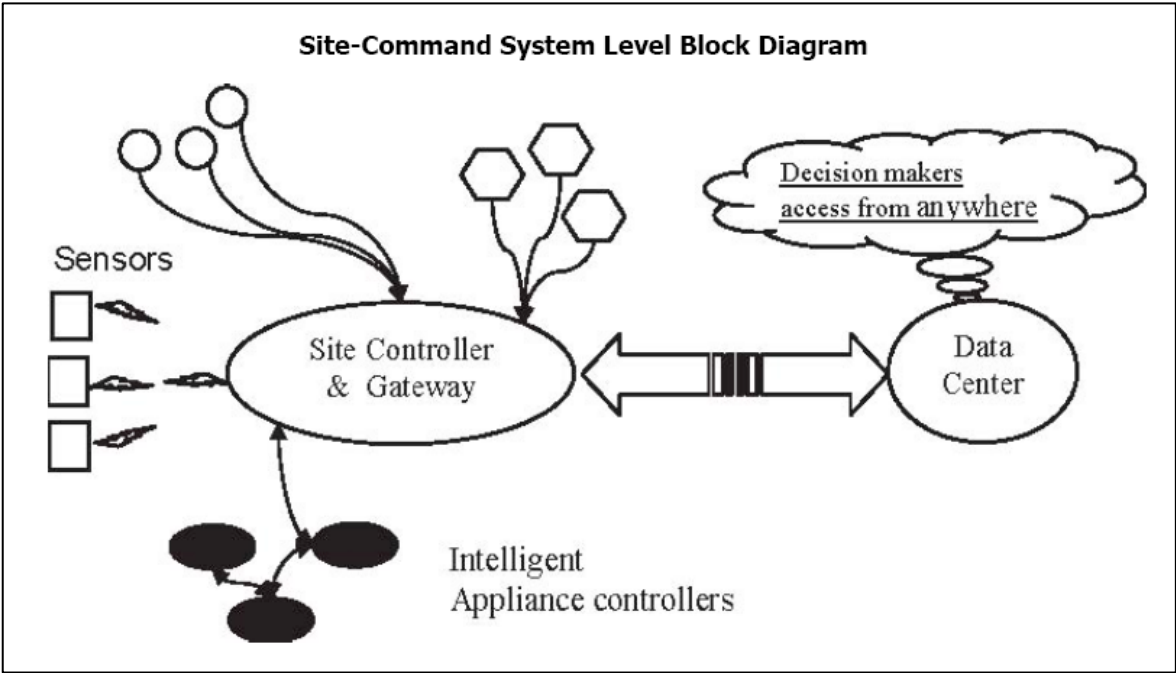 Site-Command System Level Block Diagram
Decision makers
access from anywhere
Sensors
Site Controller
& Gateway
Data
Center
Intelligent
Appliance controllers